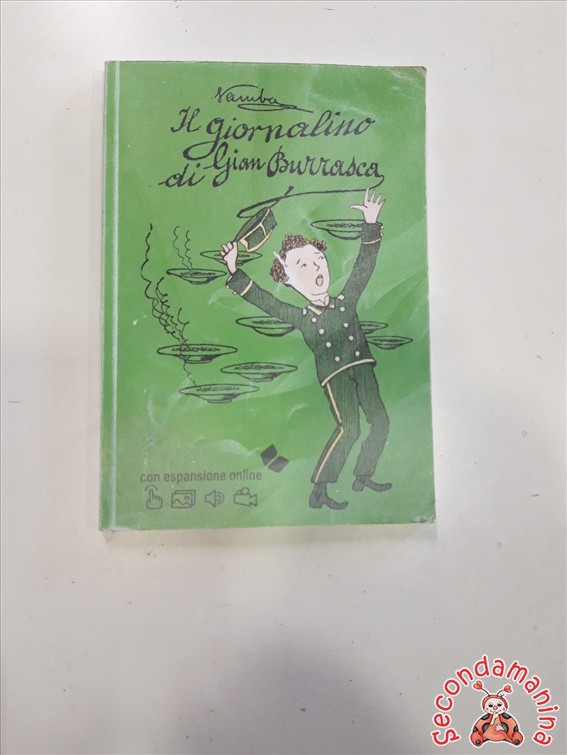 Vamba
Il giornalino
di Gian Burrasca
con espansione online
secondamanina